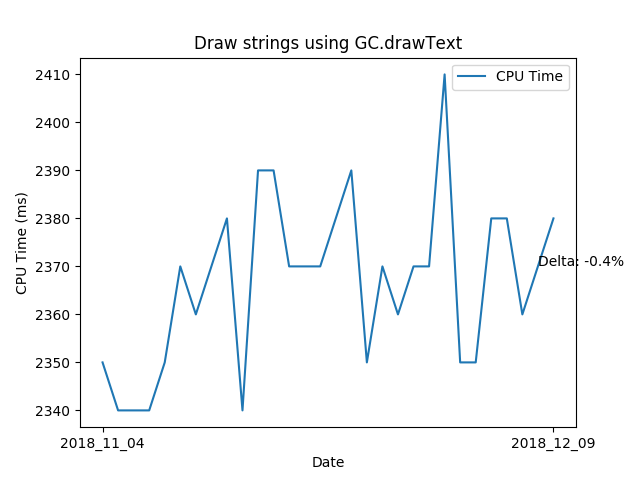 Draw strings using GC.drawText
CPU Time
2410
2400
2390
2380
2370
2360
2350
2340
CPU Time (ms)
Delta: -0.4%
2018_11_04
2018_12_09
Date